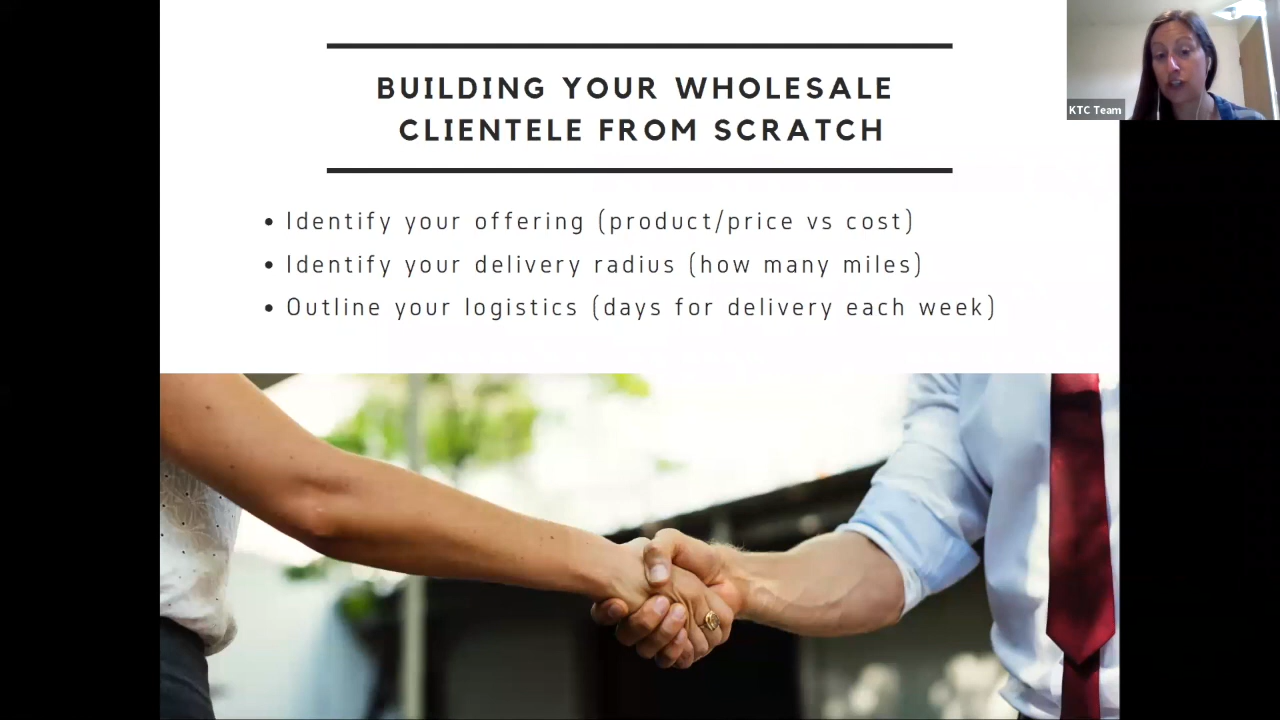 BUILDING YOUR WHOLESALE
CLIENTELE FROM SCRATCH
• Identify your offering (product/price vs cost)
• Identify your delivery radius (how many miles)
• Outline your logistics (days for delivery each week)
KTC Team